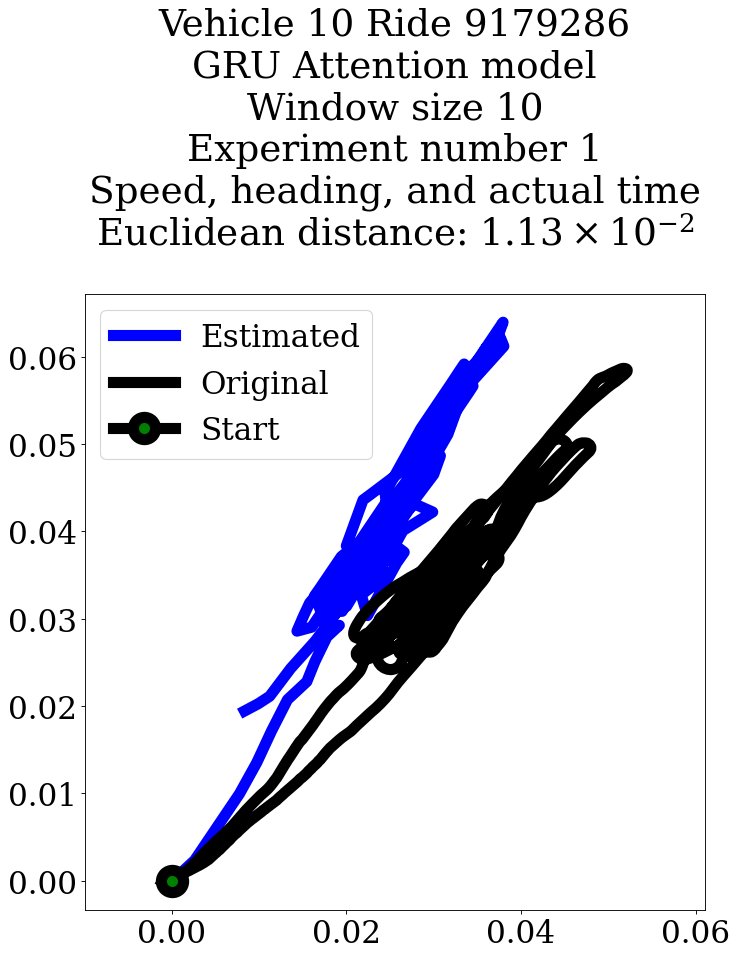 Vehicle 10 Ride 9179286
GRU Attention model
Window size 10
Experiment number 1
Speed, heading, and actual time
Euclidean distance: 1.13 × 10⁻²
Estimated
Original
Start
0.06
0.05
0.04
0.03
0.02
0.01
0.00
0.00 0.02 0.04 0.06